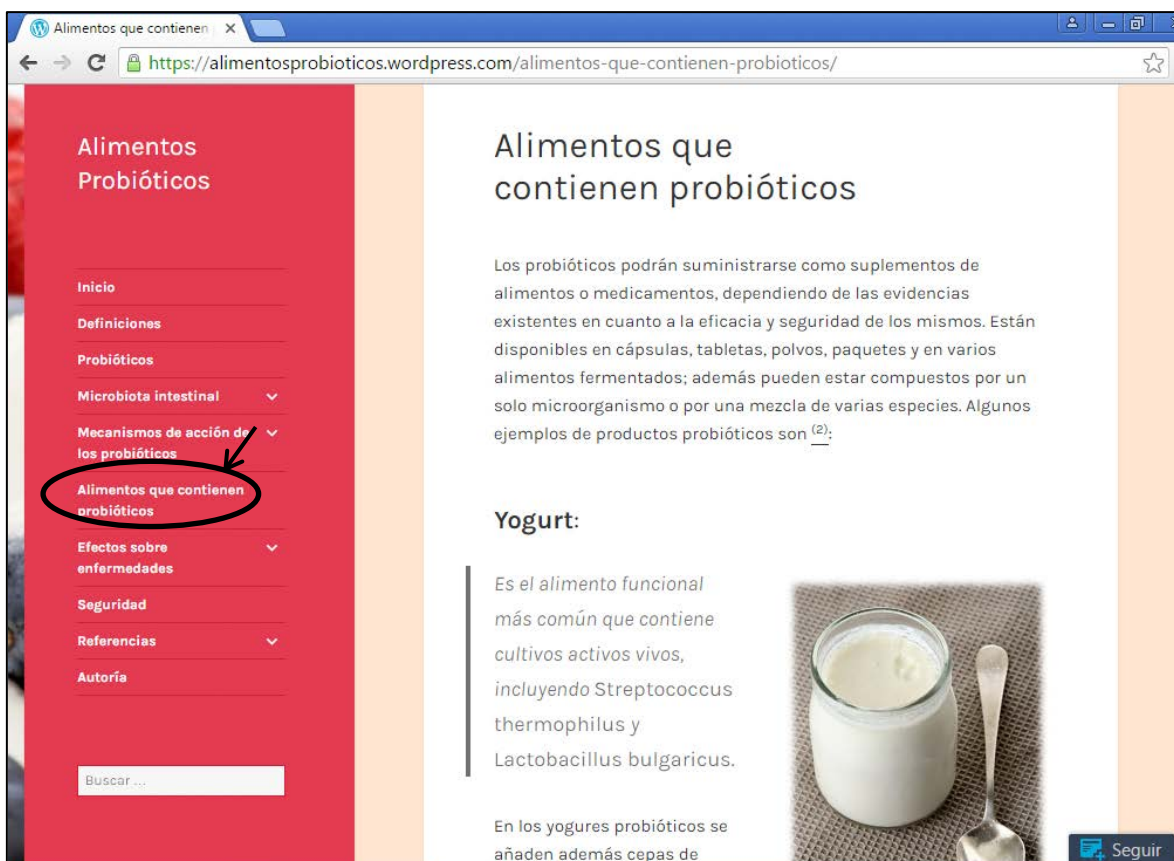 Alimentos que contienen
https://alimentosprobioticos.wordpress.com/alimentos-que-contienen-probioticos/
Alimentos
Probióticos
Inicio
Definiciones
Probióticos
Microbiota intestinal
Mecanismos de acción de
los probióticos
Alimentos que contienen
probióticos
Efectos sobre
enfermedades
Seguridad
Referencias
Autoría
Buscar ...
Alimentos que
contienen probióticos
Los probióticos podrán suministrarse como suplementos de
alimentos o medicamentos, dependiendo de las evidencias
existentes en cuanto a la eficacia y seguridad de los mismos. Están
disponibles en cápsulas, tabletas, polvos, paquetes y en varios
alimentos fermentados; además pueden estar compuestos por un
solo microorganismo o por una mezcla de varias especies. Algunos
ejemplos de productos probióticos son (2):
Yogurt:
Es el alimento funcional
más común que contiene
cultivos activos vivos,
incluyendo Streptococcus
thermophilus y
Lactobacillus bulgaricus.
En los yogures probióticos se
añaden además cepas de
Seguir